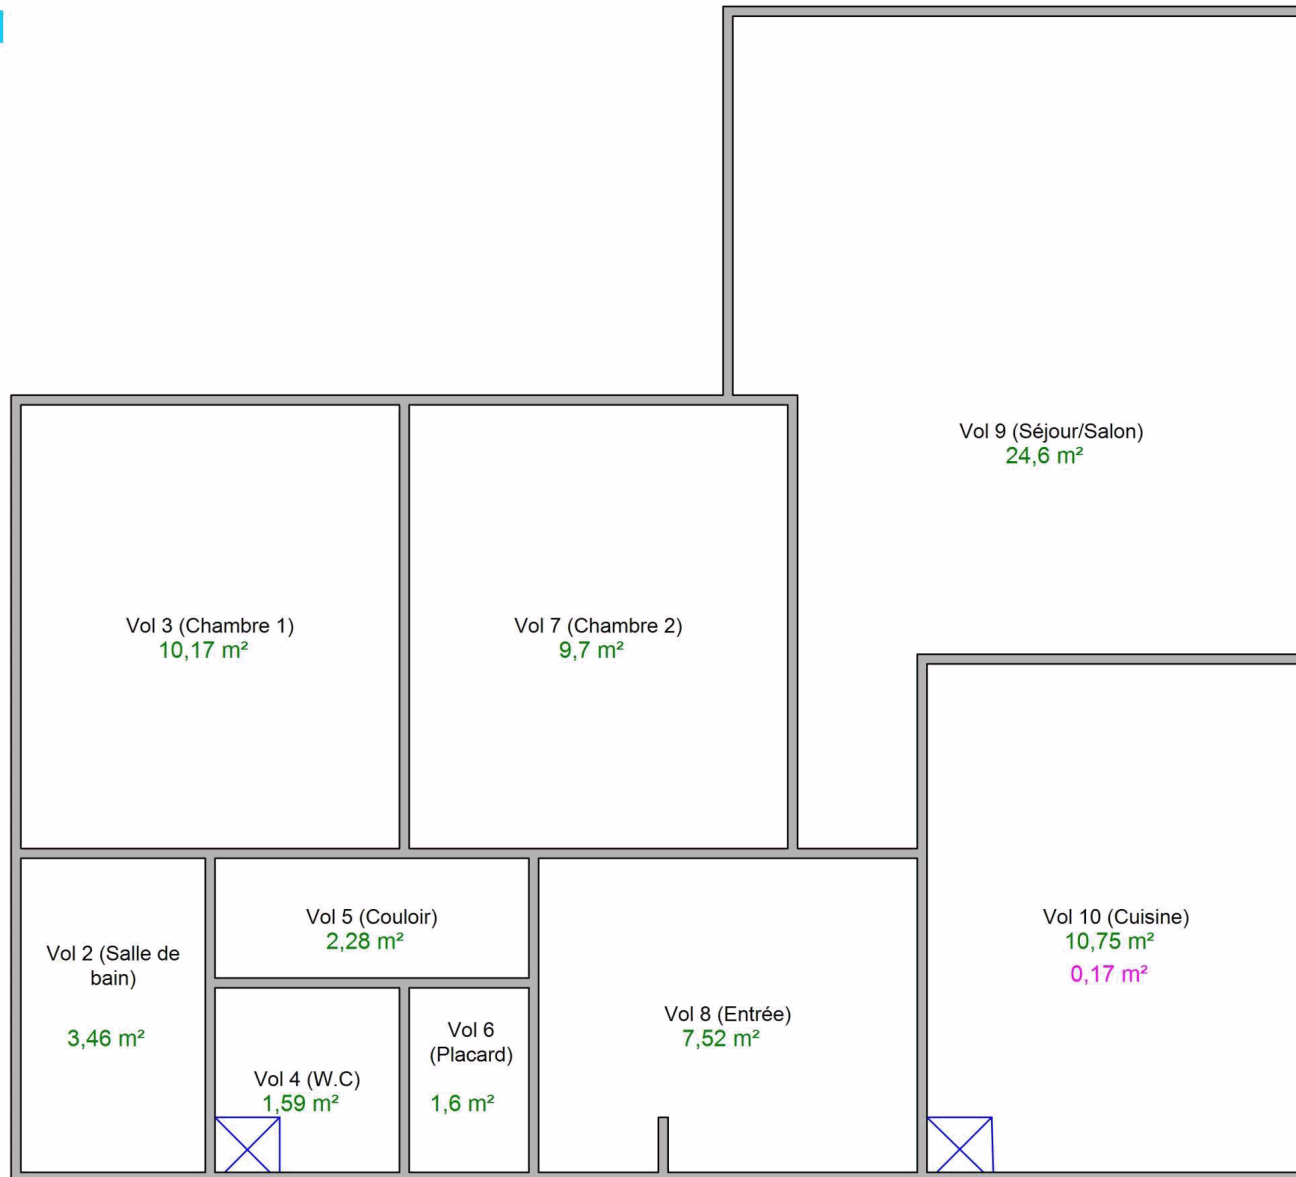 Vol 9 (Séjour/Salon)
24,6 m²
Vol 3 (Chambre 1)
10,17 m²
Vol 7 (Chambre 2)
9,7 m²
Vol 2 (Salle de
bain)
3,46 m²
Vol 5 (Couloir)
2,28 m²
Vol 4 (W.C)
1,59 m²
Vol 6
(Placard)
1,6 m²
Vol 8 (Entrée)
7,52 m²
Vol 10 (Cuisine)
10,75 m²
0,17 m²